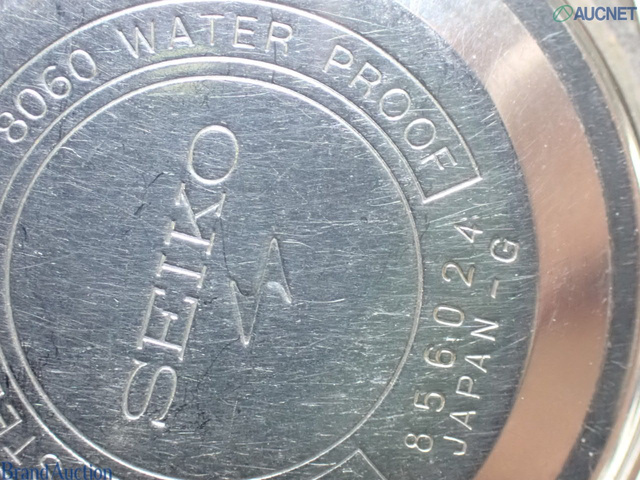 AUCNET
8060 WATER PROOF
SEIKO
856024
JAPAN-G
BrandAuction